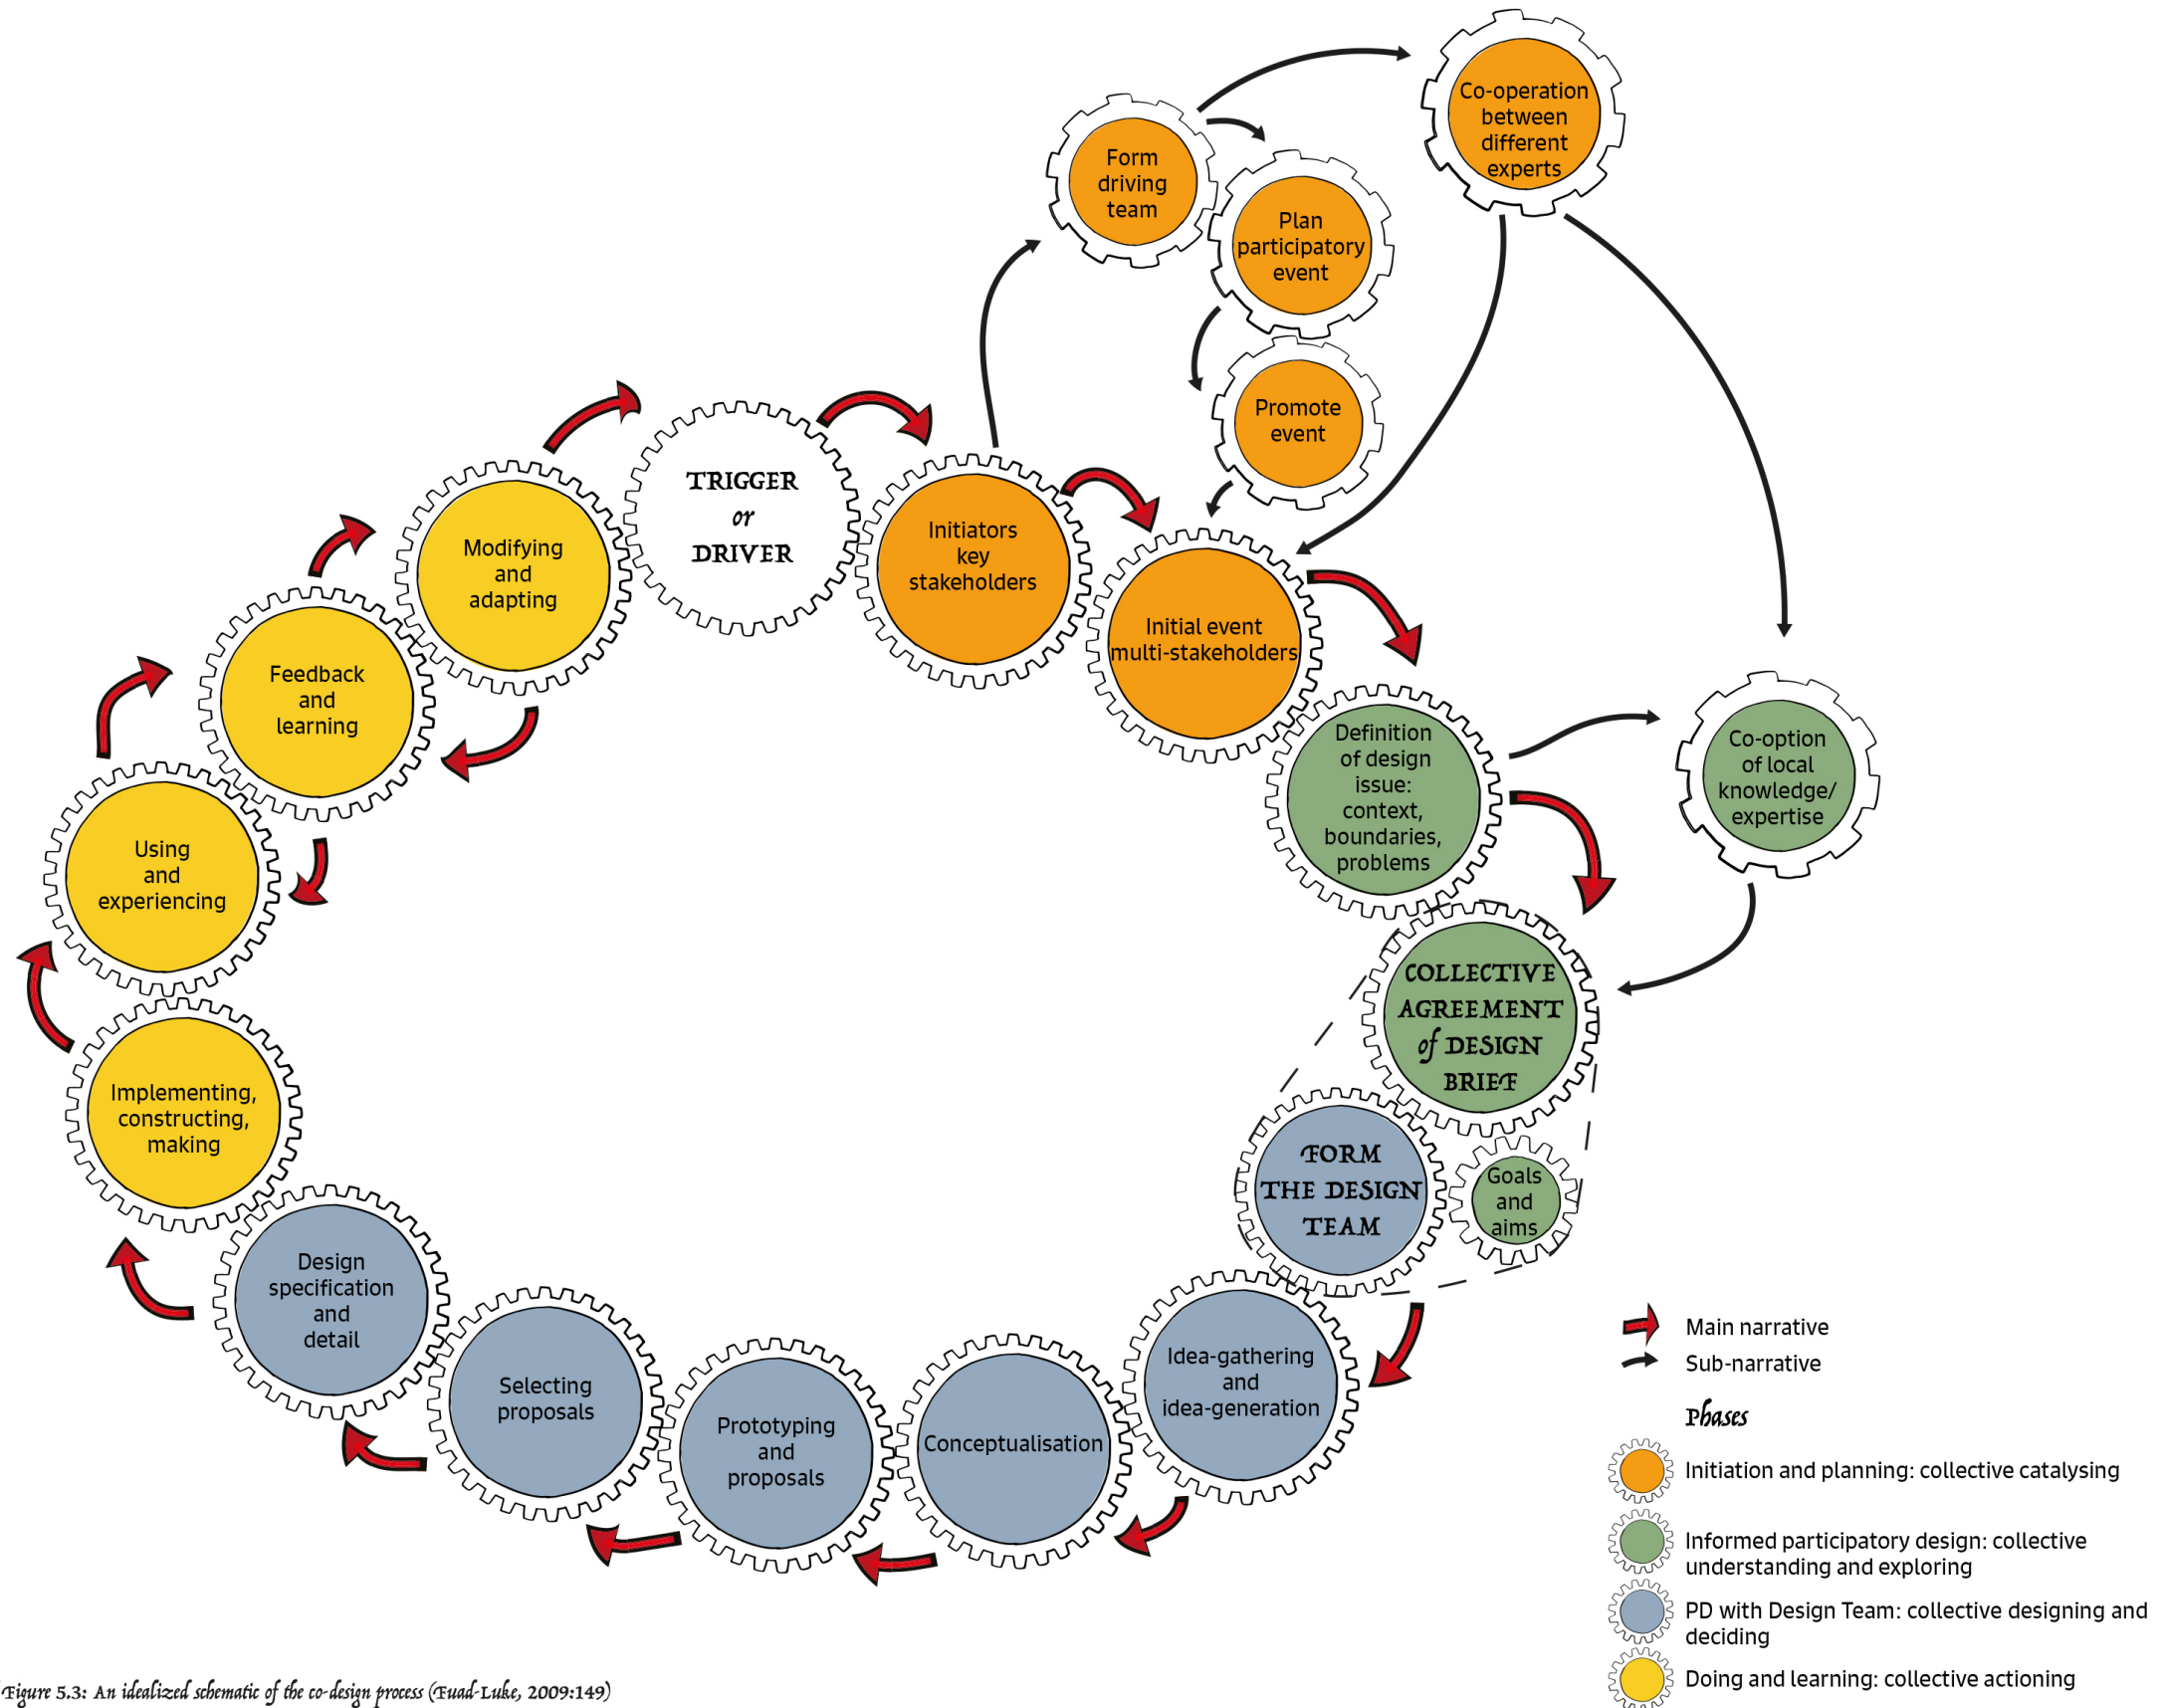 Co-operation
between
different
experts
Form
driving
team
Plan
participatory
event
Promote
event
TRIGGER
or
DRIVER
Initiators
key
stakeholders
Modifying
and
adapting
Initial event
multi-stakeholders
Feedback
and
learning
Definition
of design
issue:
context,
boundaries,
problems
Co-option
of local
knowledge/
expertise
Using
and
experiencing
COLLECTIVE
AGREEMENT
of DESIGN
BRIEF
Implementing,
constructing,
making
FORM
THE DESIGN
TEAM
Goals
and
aims
Design
specification
and
detail
Selecting
proposals
Prototyping
and
proposals
Conceptualisation
Idea-gathering
and
idea-generation
Main narrative
Sub-narrative
Phases
Initiation and planning: collective catalysing
Informed participatory design: collective
understanding and exploring
PD with Design Team: collective designing and
deciding
Doing and learning: collective actioning
Figure 5.3: An idealized schematic of the co-design process (Fuad-Luke, 2009:149)